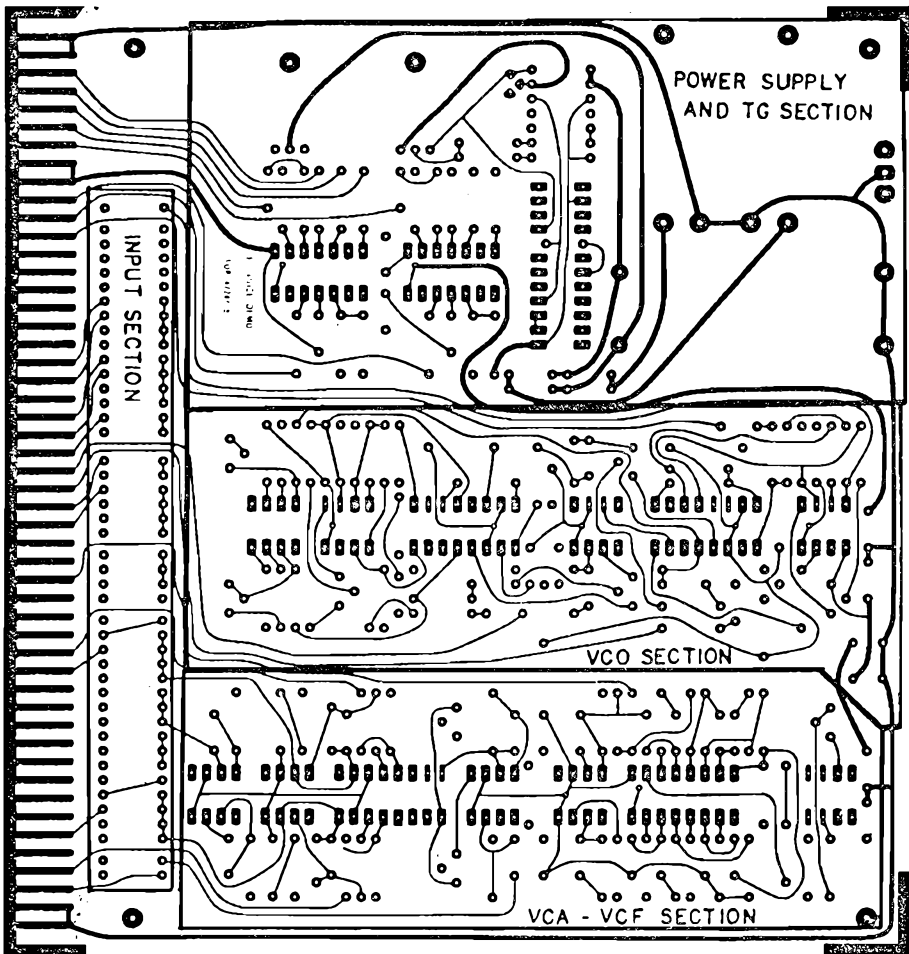 POWER SUPPLY
AND TG SECTION
INPUT SECTION
VCO SECTION
VCA - VCF SECTION